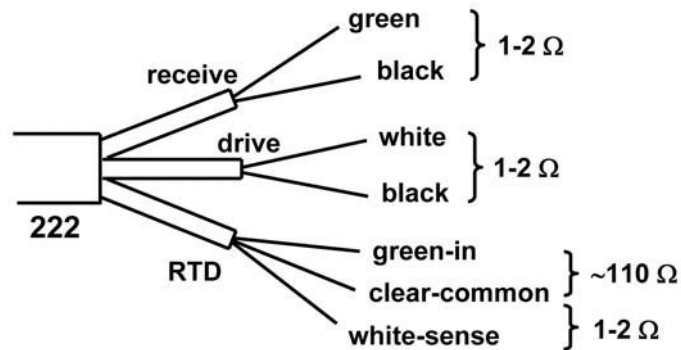 green
1-2 Ω
receive
black
drive
white
1-2 Ω
black
222
RTD
green-in
~110 Ω
clear-common
1-2 Ω
white-sense